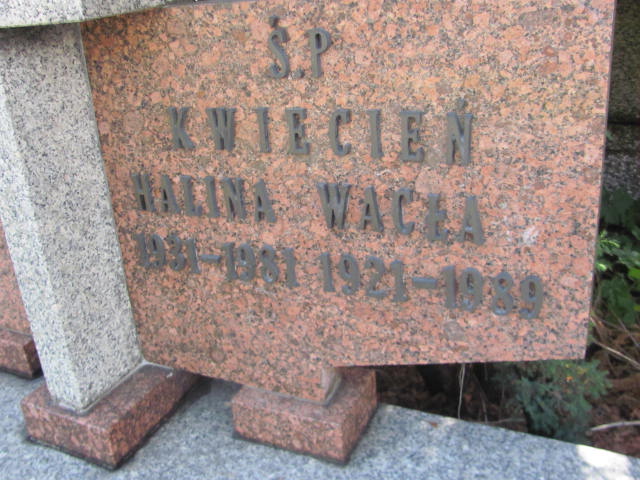 Ś.P
KWIECIEŃ
HALINA WACŁA
1931-1981 1921-1989